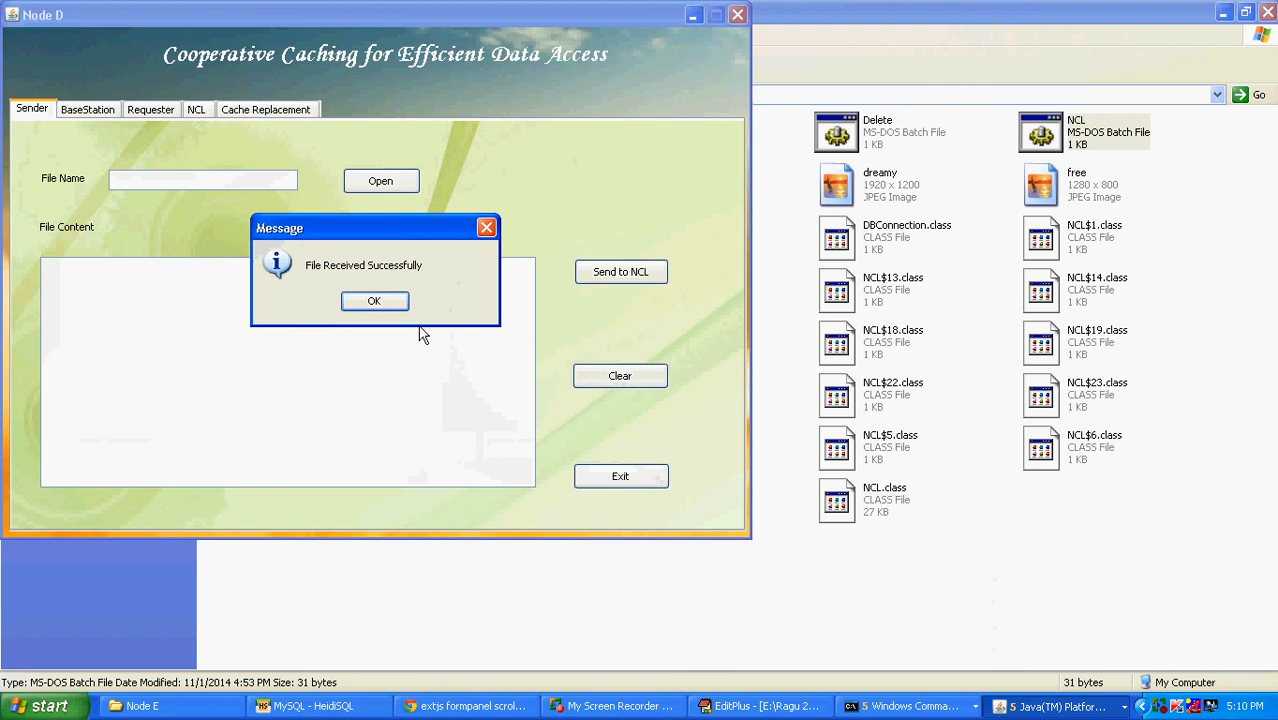 Node D
Cooperative Caching for Efficient Data Access
Sender
BaseStation
Requester
NCL
Cache Replacement
File Name
Open
File Content
Message
File Received Successfully
OK
Send to NCL
Clear
Exit
Go
Delete
MS-DOS Batch File
1 KB
NCL
MS-DOS Batch File
1 KB
dreamy
1920 x 1200
JPEG Image
free
1280 x 800
JPEG Image
DBConnection.class
CLASS File
1 KB
NCL$1.class
CLASS File
1 KB
NCL$13.class
CLASS File
1 KB
NCL$14.class
CLASS File
1 KB
NCL$18.class
CLASS File
1 KB
NCL$19.class
CLASS File
1 KB
NCL$22.class
CLASS File
1 KB
NCL$23.class
CLASS File
1 KB
NCL$5.class
CLASS File
1 KB
NCL$6.class
CLASS File
1 KB
NCL.class
CLASS File
27 KB
Type: MS-DOS Batch File Date Modified: 11/1/2014 4:53 PM Size: 31 bytes
31 bytes
My Computer
start
Node E
MySQL - HeidiSQL
extjs formpanel scrol...
My Screen Recorder ...
EditPlus - [E:\Ragu 2...
5 Windows Comma...
5 Java(TM) Platfor...
5:10 PM